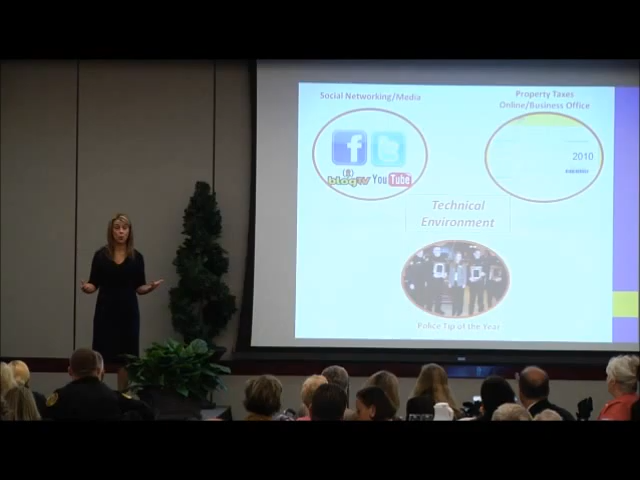 Social Networking/Media
Property Taxes
Online/Business Office
f
blogTV
You Tube
2010
Technical
Environment
Police Tip of the Year